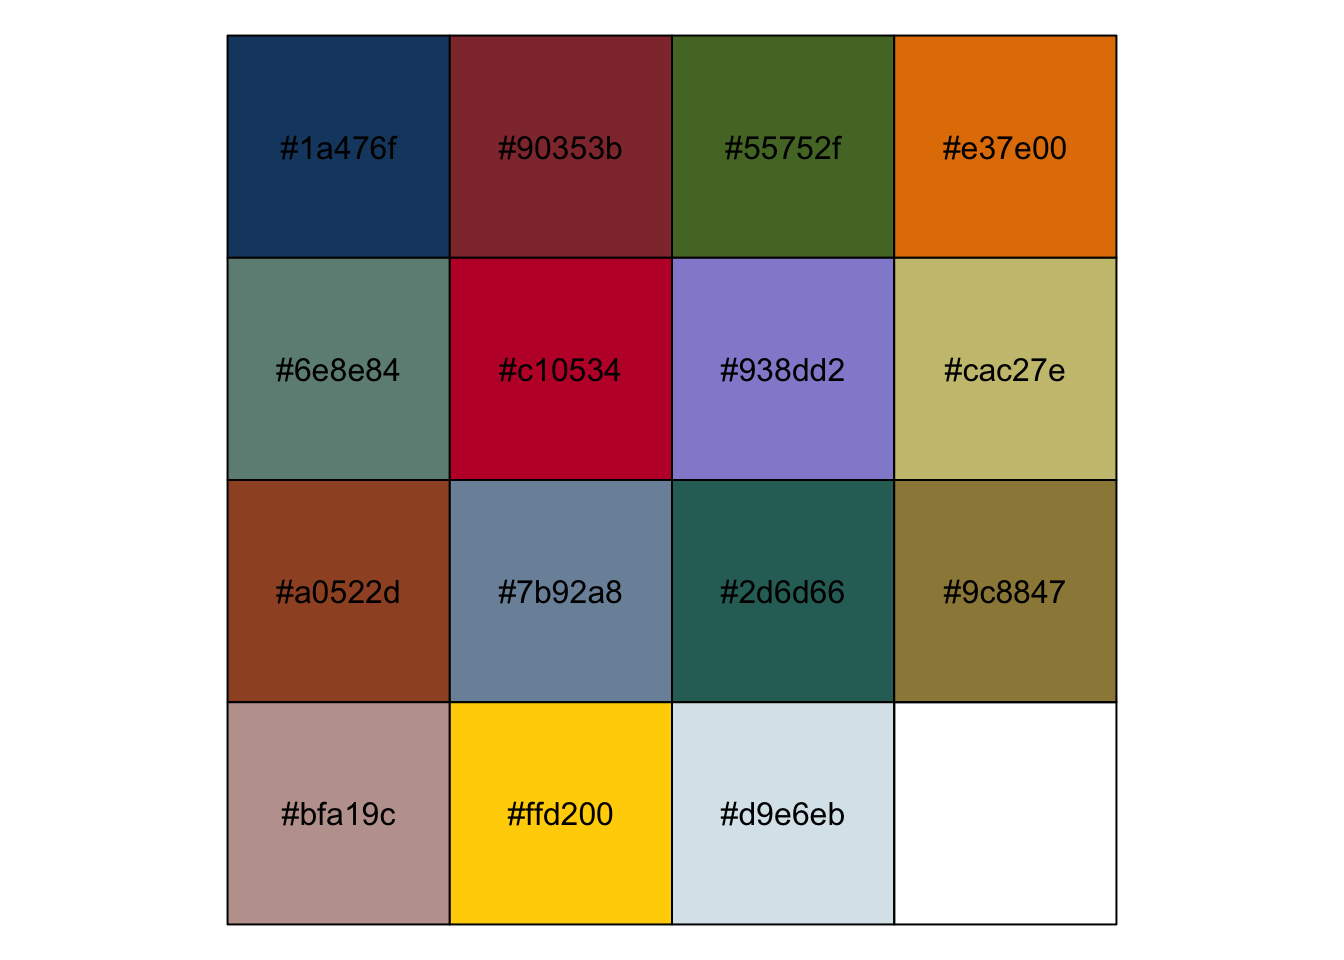 #1a476f #90353b #55752f #e37e00
#6e8e84 #c10534 #938dd2 #cac27e
#a0522d #7b92a8 #2d6d66 #9c8847
#bfa19c #ffd200 #d9e6eb